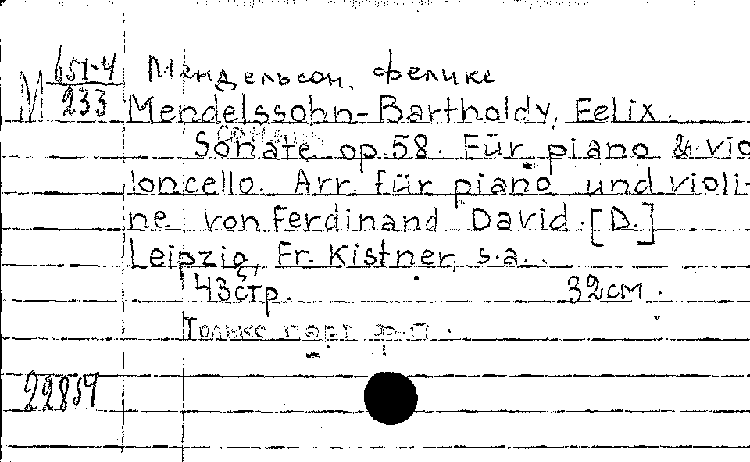 M 651-4
233
Мендельсон, феликс
Mendelssohn-Bartholdy, Felix.
Sonate op.58. Für piano & vio
loncello. Arr. für piano und violi-
ne von Ferdinand David. [D.]
Leipzig, Fr. Kistner, s.a.
43стр. 32см.
Только парт. ф-п.